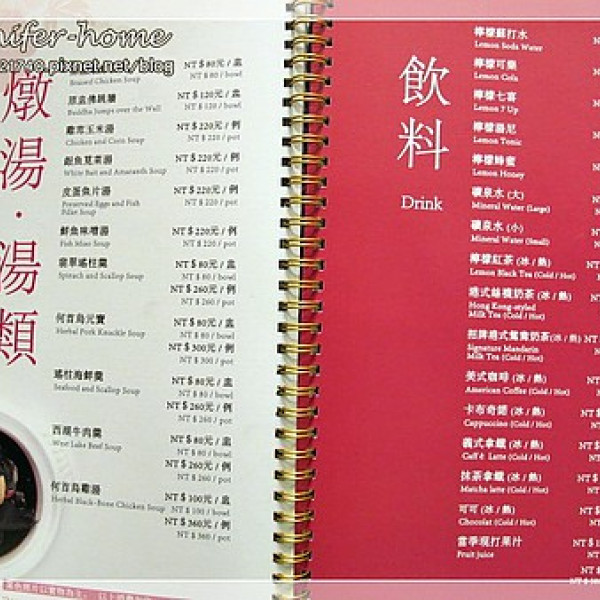 nifer-home
21740.pixnet.net/blog
燉湯・湯類
NT$80元/盅
Braised Chicken Soup NT$80 / bowl
原盅佛跳牆 NT$120元/盅
Buddha Jumps over the Wall NT$120 / bowl
雞茸玉米湯 NT$220元/例
Chicken and Corn Soup NT$220 / pot
銀魚莧菜湯 NT$220元/例
White Bait and Amaranth Soup NT$220 / pot
皮蛋魚片湯 NT$220元/例
Preserved Eggs and Fish NT$220 / pot
Fillet Soup
鮮魚味噌湯 NT$220元/例
Fish Miso Soup NT$220 / pot
翡翠瑤柱羹 NT$80元/盅
Spinach and Scallop Soup NT$80 / bowl
NT$260元/例
NT$260 / pot
何首烏元寶 NT$80元/盅
Herbal Pork Knuckle Soup NT$80 / bowl
NT$300元/例
NT$300 / pot
瑤柱海鮮羹 NT$80元/盅
Seafood and Scallop Soup NT$80 / bowl
NT$260元/例
NT$260 / pot
西湖牛肉羹 NT$80元/盅
West Lake Beef Soup NT$80 / bowl
NT$260元/例
NT$260 / pot
何首烏雞湯 NT$100元/盅
Herbal Black-Bone Chicken Soup NT$100 / bowl
NT$360元/例
NT$360 / pot
飲料
Drink
檸檬蘇打水
Lemon Soda Water
檸檬可樂
Lemon Cola
檸檬七喜
Lemon 7 Up
檸檬湯尼
Lemon Tonic
檸檬蜂蜜
Lemon Honey
礦泉水 (大)
Mineral Water (Large)
礦泉水 (小)
Mineral Water (Small)
檸檬紅茶 (冰 / 熱)
Lemon Black Tea (Cold / Hot)
港式絲襪奶茶 (冰 / 熱)
Hong Kong-styled
Milk Tea (Cold / Hot)
招牌港式鴛鴦奶茶(冰 / 熱)
Signature Mandarin
Milk Tea (Cold / Hot)
美式咖啡 (冰 / 熱)
American Coffee (Cold / Hot)
卡布奇諾 (冰 / 熱)
Cappuccino (Cold / Hot)
義式拿鐵 (冰 / 熱)
Caff'e Latte (Cold / Hot)
抹茶拿鐵 (冰 / 熱)
Matcha latte (Cold / Hot)
可可 (冰 / 熱)
Chocolat (Cold / Hot)
當季現打果汁
Fruit juice